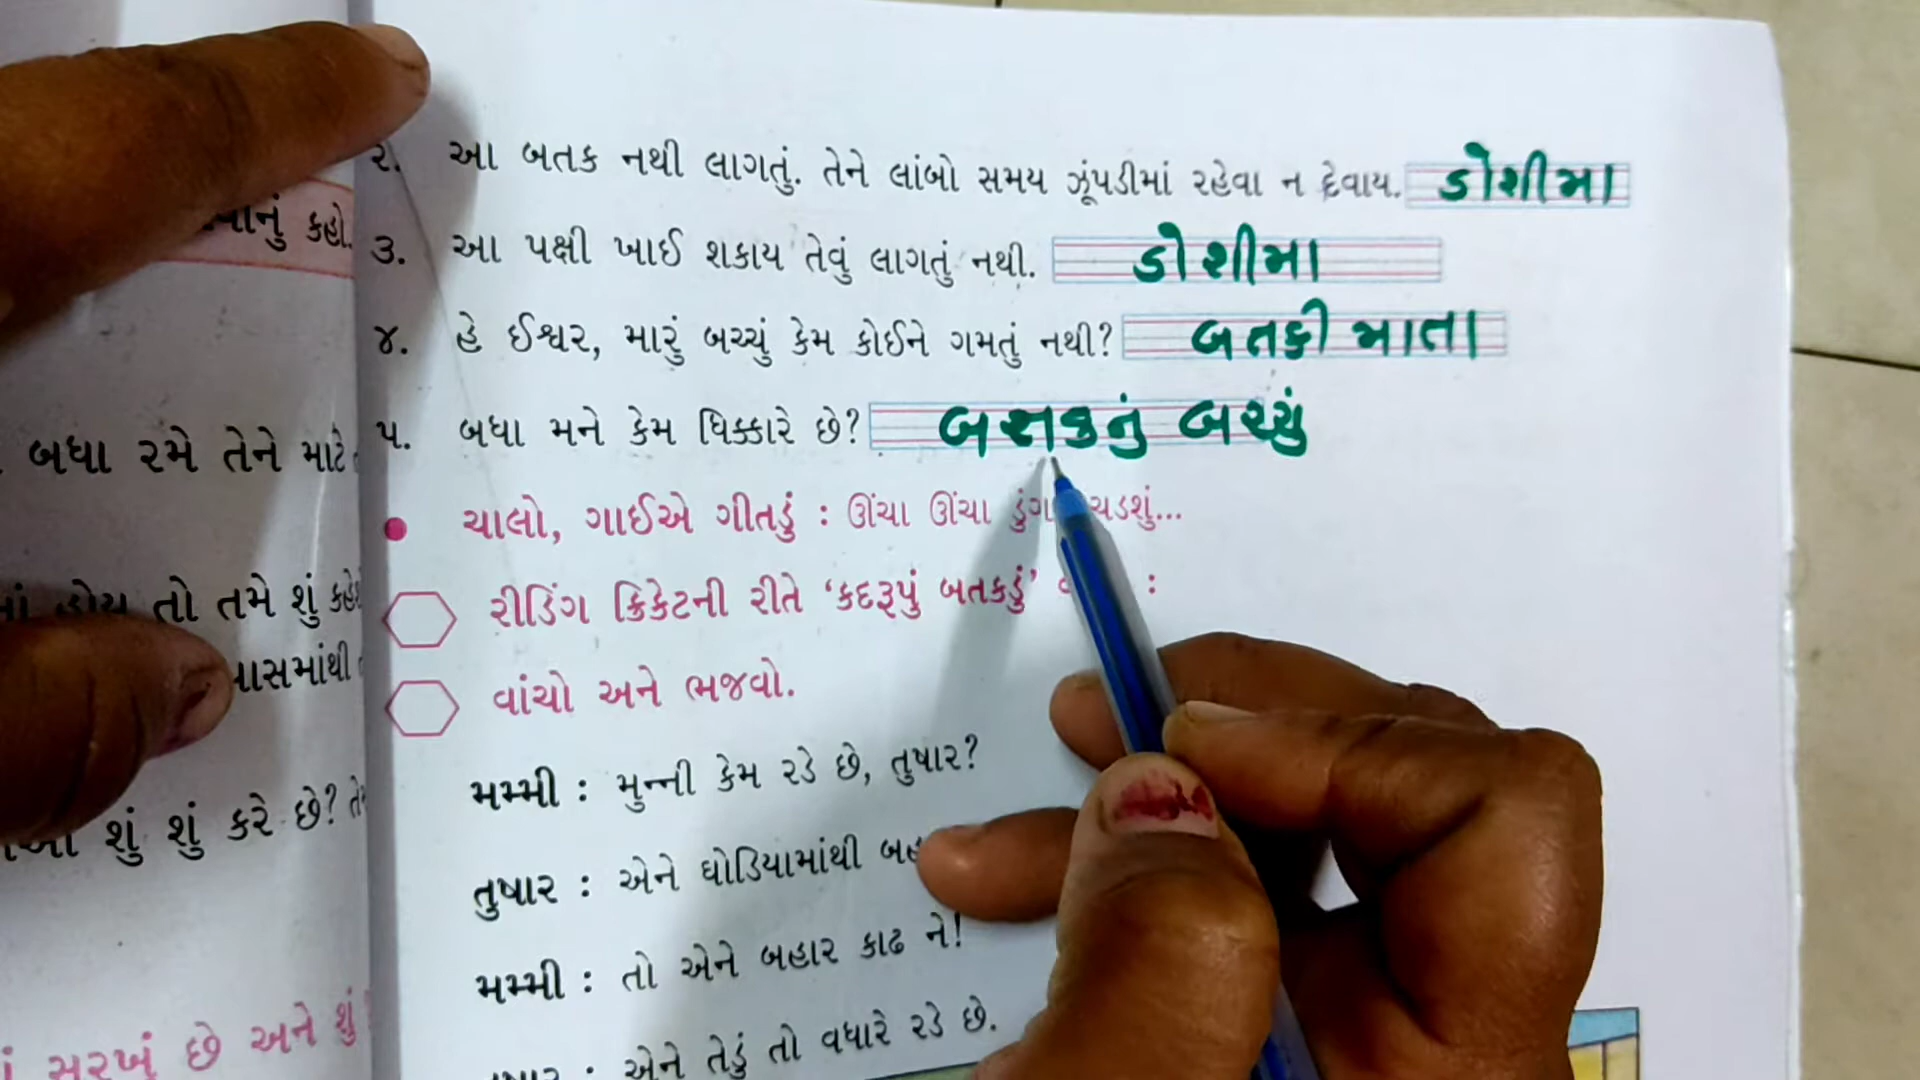 ૨. આ બતક નથી લાગતું. તેને લાંબો સમય ઝૂંપડીમાં રહેવા ન દેવાય. ડોશીમા
કહો.
૩. આ પક્ષી ખાઈ શકાય તેવું લાગતું નથી. ડોશીમા
૪. હે ઈશ્વર, મારું બચ્ચું કેમ કોઈને ગમતું નથી? બતકી માતા
૫. બધા મને કેમ ધિક્કારે છે? બતકનું બચ્ચું
બધા રમે તેને માટે
• ચાલો, ગાઈએ ગીતડું : ઊંચા ઊંચા ચડશું...
રીડિંગ ક્રિકેટની રીતે ‘કદરૂપું બતકડું’ :
તો તમે શું
વાંચો અને ભજવો.
મમ્મી : મુન્ની કેમ રડે છે, તુષાર?
શું શું કરે છે?
તુષાર : એને ઘોડિયામાંથી
મમ્મી : તો એને બહાર કાઢ ને!
સરખું છે અને શું
: એને તેડું તો વધારે રડે છે.